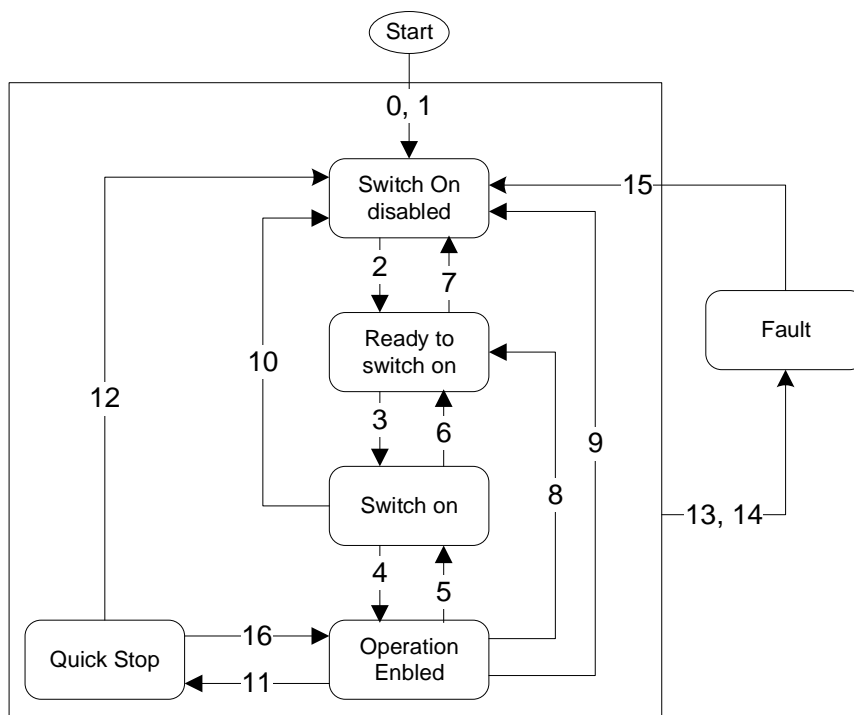 Start
0, 1
Switch On
disabled
15
2
7
Ready to
switch on
Fault
10
12
3
6
9
8
Switch on
13, 14
4
5
Quick Stop
16
11
Operation
Enbled